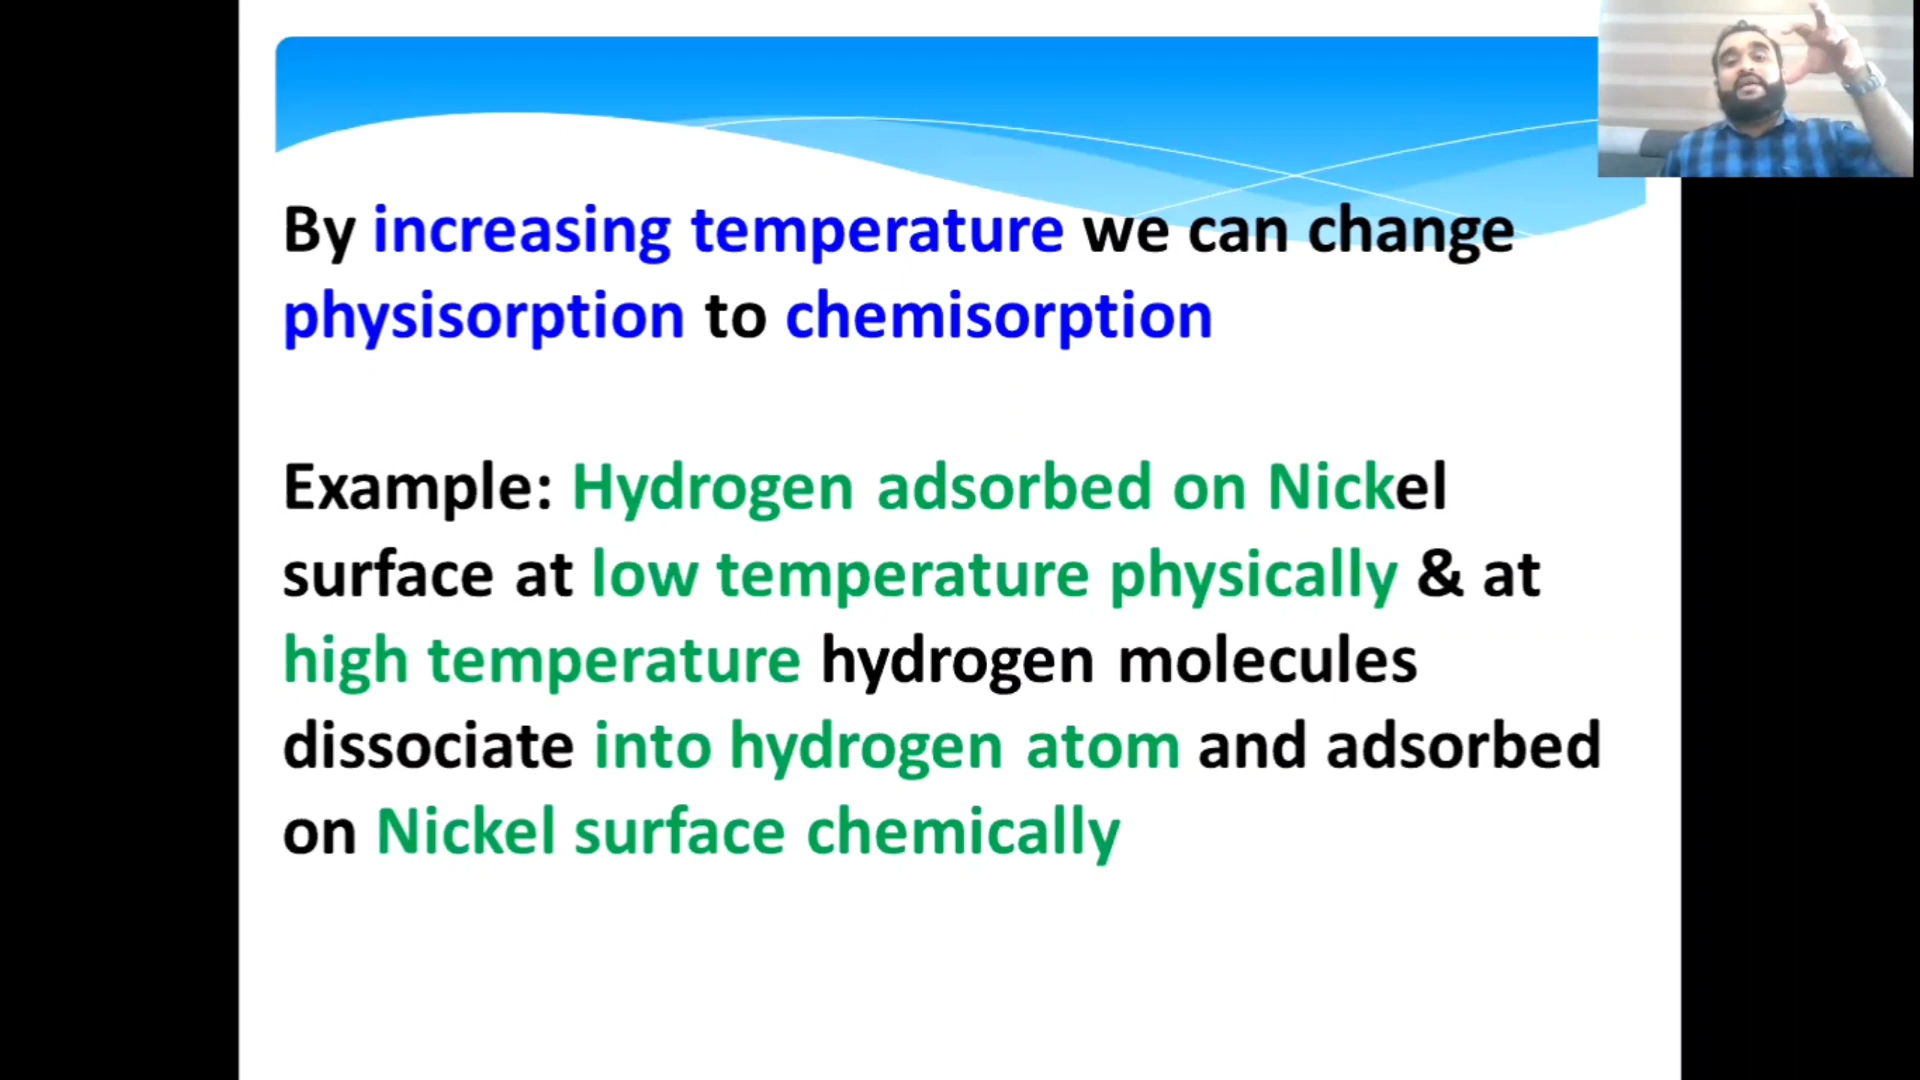 By increasing temperature we can change
physisorption to chemisorption
Example: Hydrogen adsorbed on Nickel
surface at low temperature physically & at
high temperature hydrogen molecules
dissociate into hydrogen atom and adsorbed
on Nickel surface chemically